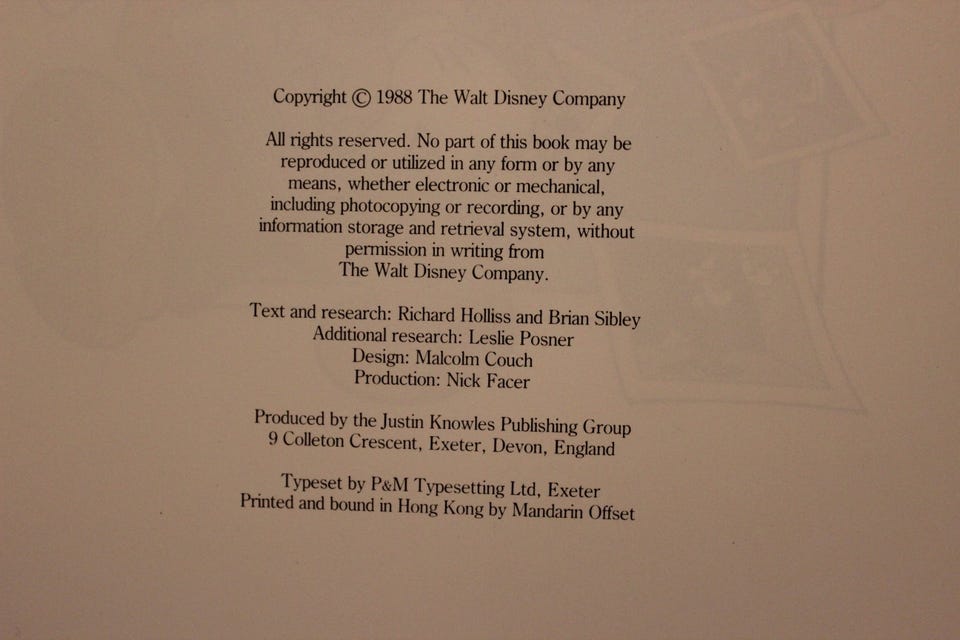 Copyright © 1988 The Walt Disney Company
All rights reserved. No part of this book may be
reproduced or utilized in any form or by any
means, whether electronic or mechanical,
including photocopying or recording, or by any
information storage and retrieval system, without
permission in writing from
The Walt Disney Company.
Text and research: Richard Holliss and Brian Sibley
Additional research: Leslie Posner
Design: Malcolm Couch
Production: Nick Facer
Produced by the Justin Knowles Publishing Group
9 Colleton Crescent, Exeter, Devon, England
Typeset by P&M Typesetting Ltd, Exeter
Printed and bound in Hong Kong by Mandarin Offset